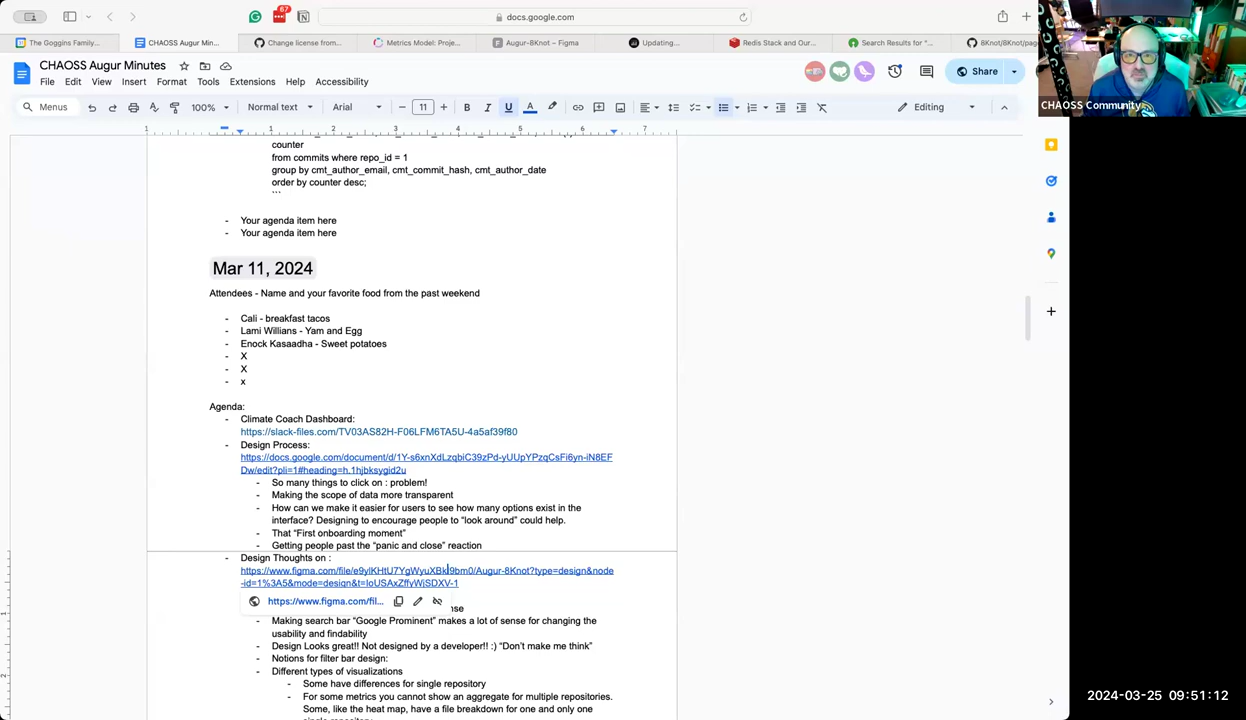 67
docs.google.com
The Goggins Family...
CHAOSS Augur Min...
Change license from...
Metrics Model: Proje...
Augur-8Knot – Figma
Updating...
Redis Stack and Our...
Search Results for "...
8Knot/8Knot/pag
CHAOSS Augur Minutes
File Edit View Insert Format Tools Extensions Help Accessibility
Share
Menus
100%
Normal text
Arial
11
Editing
CHAOSS Community
1 1 2 3 4 5 6 7
counter
from commits where repo_id = 1
group by cmt_author_email, cmt_commit_hash, cmt_author_date
order by counter desc;
```
- Your agenda item here
- Your agenda item here
Mar 11, 2024
Attendees - Name and your favorite food from the past weekend
- Cali - breakfast tacos
- Lami Willians - Yam and Egg
- Enock Kasaadha - Sweet potatoes
- X
- X
- x
Agenda:
- Climate Coach Dashboard:
https://slack-files.com/TV03AS82H-F06LFM6TA5U-4a5af39f80
- Design Process:
https://docs.google.com/document/d/1Y-s6xnXdLzqbiC39zPd-yUUpYPzqCsFi6yn-iN8EF
Dw/edit?pli=1#heading=h.1hjbksygid2u
- So many things to click on : problem!
- Making the scope of data more transparent
- How can we make it easier for users to see how many options exist in the
interface? Designing to encourage people to “look around” could help.
- That “First onboarding moment”
- Getting people past the “panic and close” reaction
- Design Thoughts on :
https://www.figma.com/file/e9ylKHtU7YgWyuXBkl9bm0/Augur-8Knot?type=design&node
-id=1%3A5&mode=design&t=IoUSAxZffyWjSDXV-1
https://www.figma.com/fil...
nse
- Making search bar “Google Prominent” makes a lot of sense for changing the
usability and findability
- Design Looks great!! Not designed by a developer!! :) “Don’t make me think”
- Notions for filter bar design:
- Different types of visualizations
- Some have differences for single repository
- For some metrics you cannot show an aggregate for multiple repositories.
Some, like the heat map, have a file breakdown for one and only one
2024-03-25 09:51:12